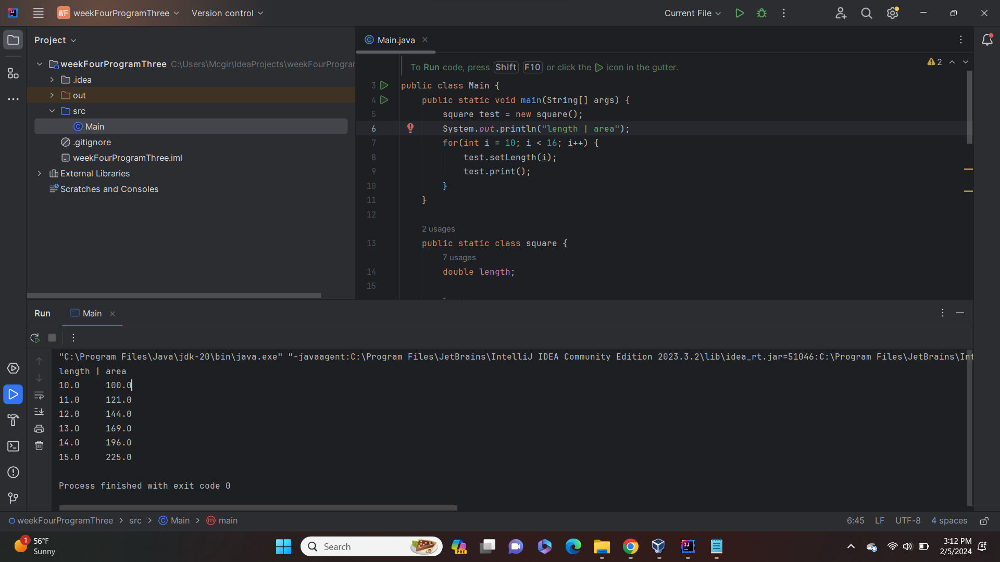 WF weekFourProgramThree Version control Current File
Project
Main.java
weekFourProgramThree C:\Users\Mcgir\IdeaProjects\weekFourProgram
.idea
out
src
Main
.gitignore
weekFourProgramThree.iml
External Libraries
Scratches and Consoles
To Run code, press Shift F10 or click the icon in the gutter.
2
3 public class Main {
4 public static void main(String[] args) {
5 square test = new square();
6 System.out.println("length | area");
7 for(int i = 10; i < 16; i++) {
8 test.setLength(i);
9 test.print();
10 }
11 }
12
2 usages
13 public static class square {
7 usages
14 double length;
15
Run Main
"C:\Program Files\Java\jdk-20\bin\java.exe" "-javaagent:C:\Program Files\JetBrains\IntelliJ IDEA Community Edition 2023.3.2\lib\idea_rt.jar=51046:C:\Program Files\JetBrains\Int
length | area
10.0 100.0
11.0 121.0
12.0 144.0
13.0 169.0
14.0 196.0
15.0 225.0
Process finished with exit code 0
weekFourProgramThree > src > Main > main 6:45 LF UTF-8 4 spaces
1
56°F
Sunny
Search
PRE
IJ
3:12 PM
2/5/2024